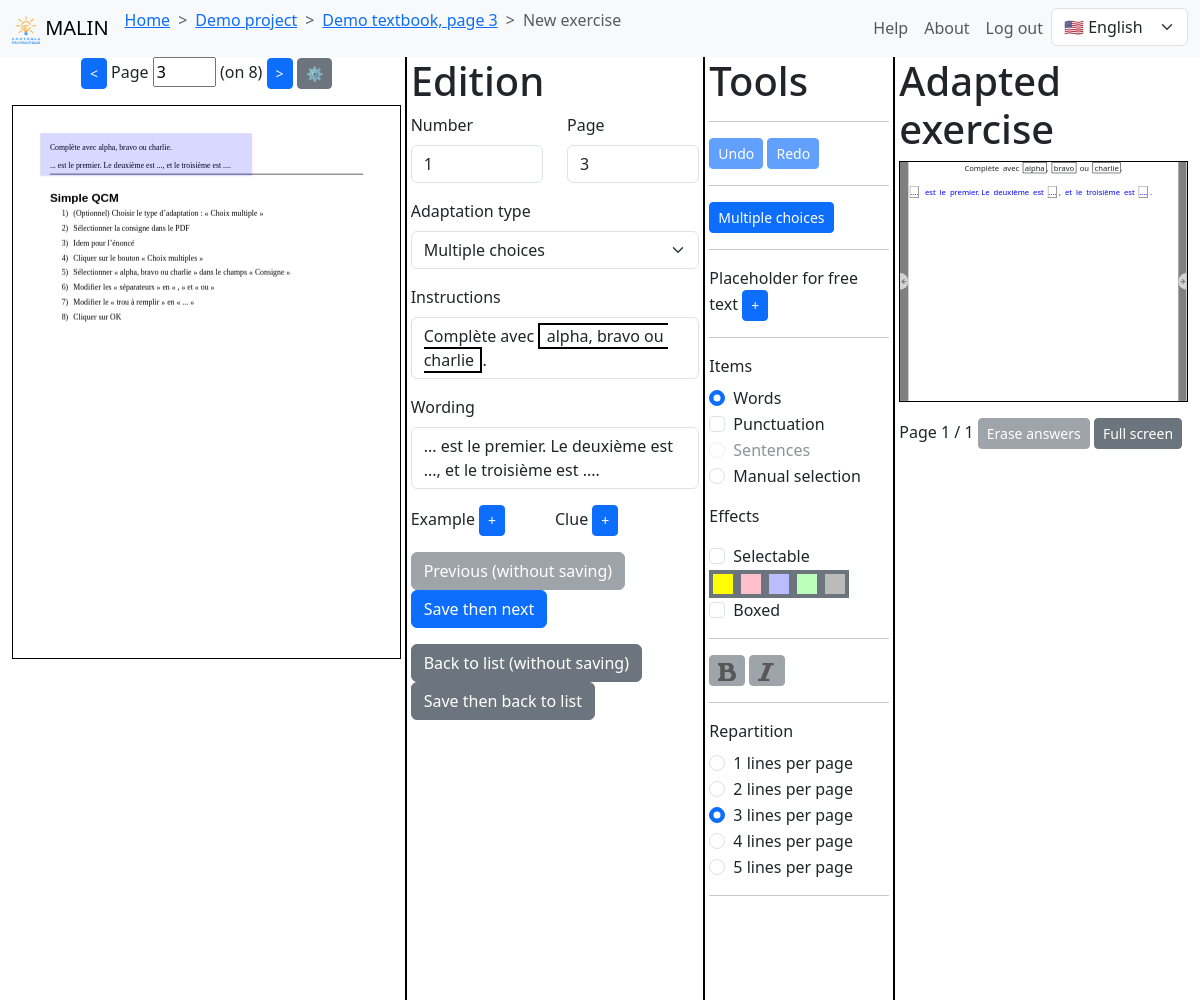 MALIN
Home > Demo project > Demo textbook, page 3 > New exercise
Help About Log out 🇺🇸 English
< Page 3 (on 8) > ⚙️
Complète avec alpha, bravo ou charlie.
... est le premier. Le deuxième est ..., et le troisième est ....
Simple QCM
1) (Optionnel) Choisir le type d'adaptation : « Choix multiple »
2) Sélectionner la consigne dans le PDF
3) Idem pour l'énoncé
4) Cliquer sur le bouton « Choix multiples »
5) Sélectionner « alpha, bravo ou charlie » dans le champs « Consigne »
6) Modifier les « séparateurs » en « , » et « ou »
7) Modifier le « trou à remplir » en « ... »
8) Cliquer sur OK
Edition
Number Page
1 3
Adaptation type
Multiple choices
Instructions
Complète avec alpha, bravo ou
charlie .
Wording
... est le premier. Le deuxième est
..., et le troisième est ....
Example + Clue +
Previous (without saving)
Save then next
Back to list (without saving)
Save then back to list
Tools
Undo Redo
Multiple choices
Placeholder for free
text +
Items
Words
Punctuation
Sentences
Manual selection
Effects
Selectable
Boxed
B I
Repartition
1 lines per page
2 lines per page
3 lines per page
4 lines per page
5 lines per page
Adapted
exercise
Complète avec alpha, bravo ou charlie.
.... est le premier. Le deuxième est ...., et le troisième est .....
Page 1 / 1 Erase answers Full screen